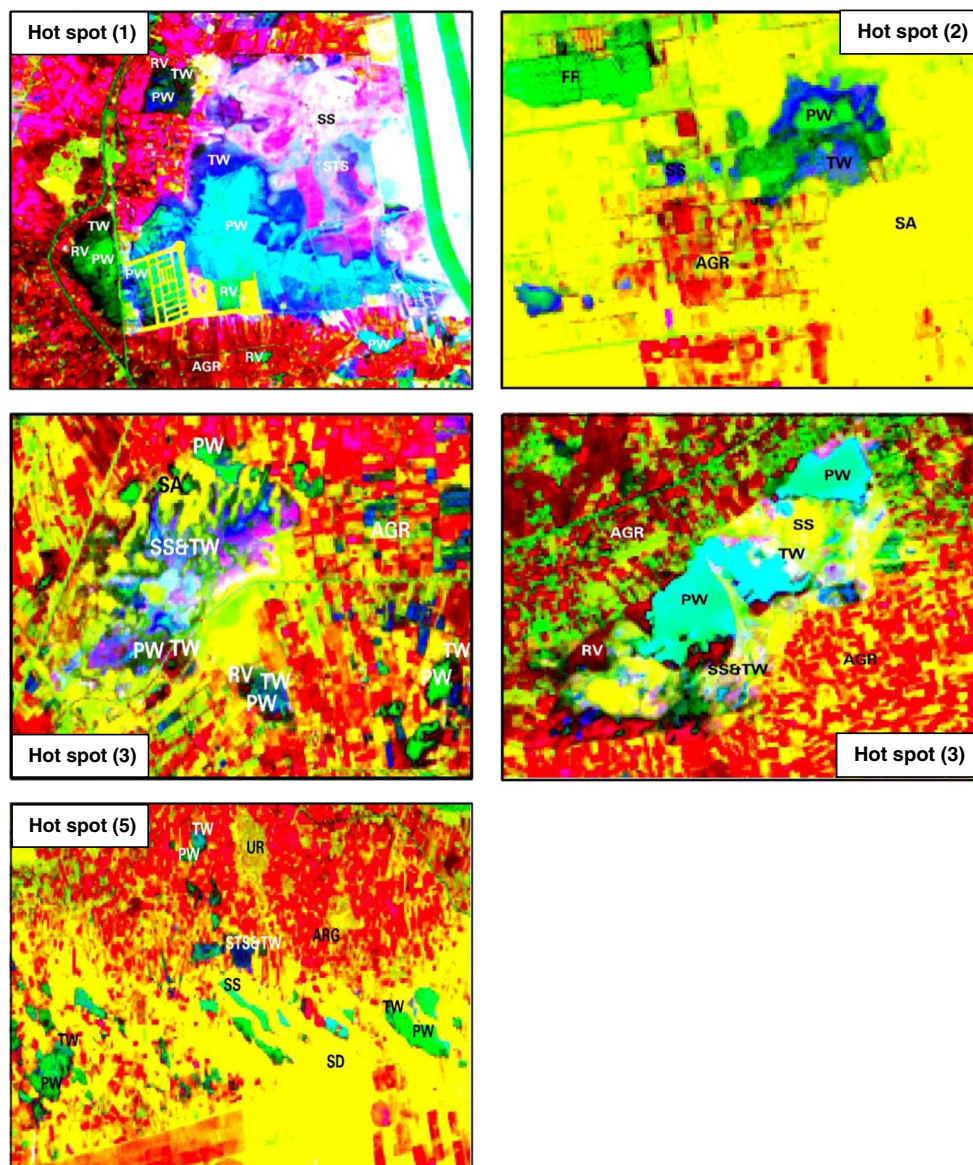 Hot spot (1)
RV
TW
PW
SS
TW
STS
TW
PW
RV
PW
PW
RV
PW
AGR
RV
Hot spot (2)
FF
PW
SS
TW
SA
AGR
PW
SA
AGR
SS&TW
PW
TW
TW
RV
TW
PW
PW
Hot spot (3)
PW
AGR
SS
TW
PW
RV
SS&TW
AGR
Hot spot (3)
Hot spot (5)
TW
PW
UR
ARG
STS&TW
SS
TW
PW
TW
SD
PW